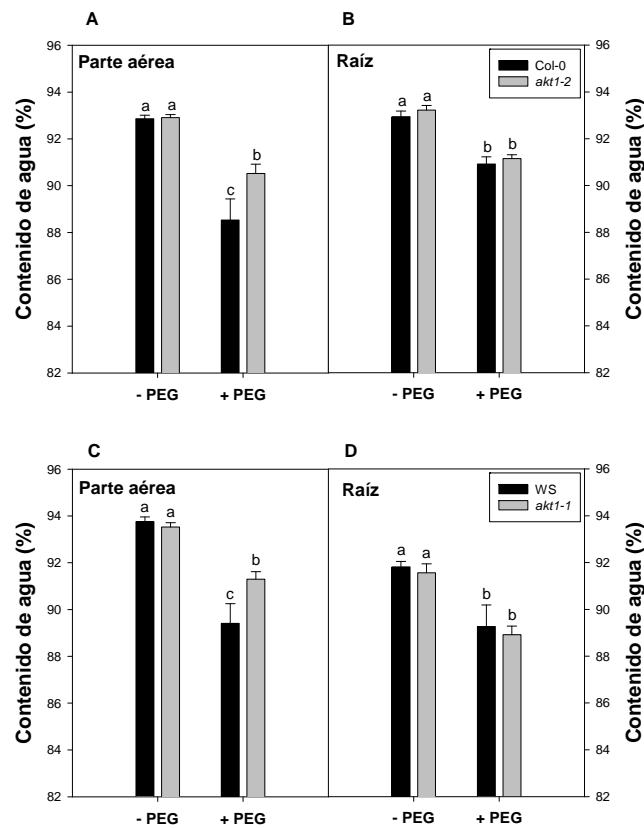 A
B
Parte aérea
Raíz
Col-0
akt1-2
Contenido de agua (%)
96
94
92
90
88
86
84
82
a
a
c
b
a
a
b
b
96
94
92
90
88
86
84
82
Contenido de agua (%)
- PEG
+ PEG
- PEG
+ PEG
C
D
Parte aérea
Raíz
WS
akt1-1
Contenido de agua (%)
96
94
92
90
88
86
84
82
a
a
c
b
a
a
b
b
96
94
92
90
88
86
84
82
Contenido de agua (%)
- PEG
+ PEG
- PEG
+ PEG